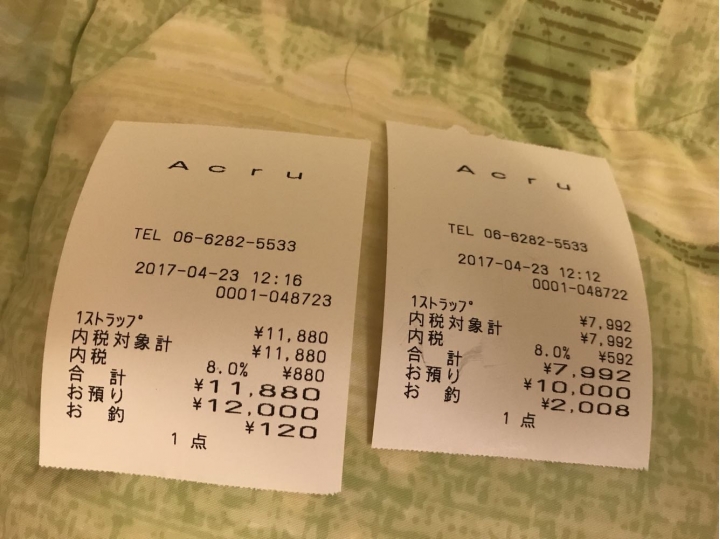 Acru
TEL 06-6282-5533
2017-04-23 12:16
0001-048723
1ストラップ ¥11,880
内税対象計 ¥11,880
内税 8.0% ¥880
合 計 ¥11,880
お預り ¥12,000
お 釣 ¥120
1 点
Acru
TEL 06-6282-5533
2017-04-23 12:12
0001-048722
1ストラップ ¥7,992
内税対象計 ¥7,992
内税 8.0% ¥592
合 計 ¥7,992
お預り ¥10,000
お 釣 ¥2,008
1 点